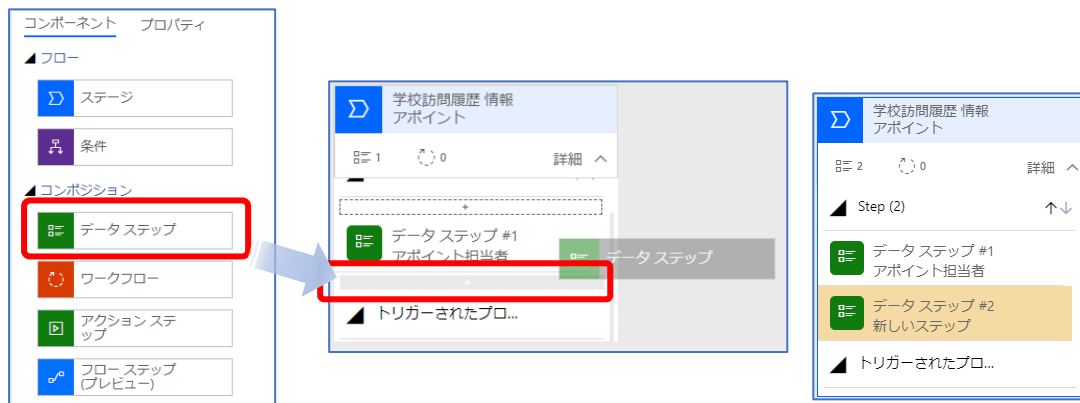 コンポーネント プロパティ
フロー
ステージ
条件
コンポジション
データ ステップ
ワークフロー
アクション ステ
ップ
フロー ステップ
(プレビュー)
学校訪問履歴 情報
アポイント
1 0 詳細
+
データ ステップ #1
アポイント担当者
データ ステップ
+
トリガーされたプロ...
学校訪問履歴 情報
アポイント
2 0 詳細
Step (2)
データ ステップ #1
アポイント担当者
データ ステップ #2
新しいステップ
トリガーされたプロ...